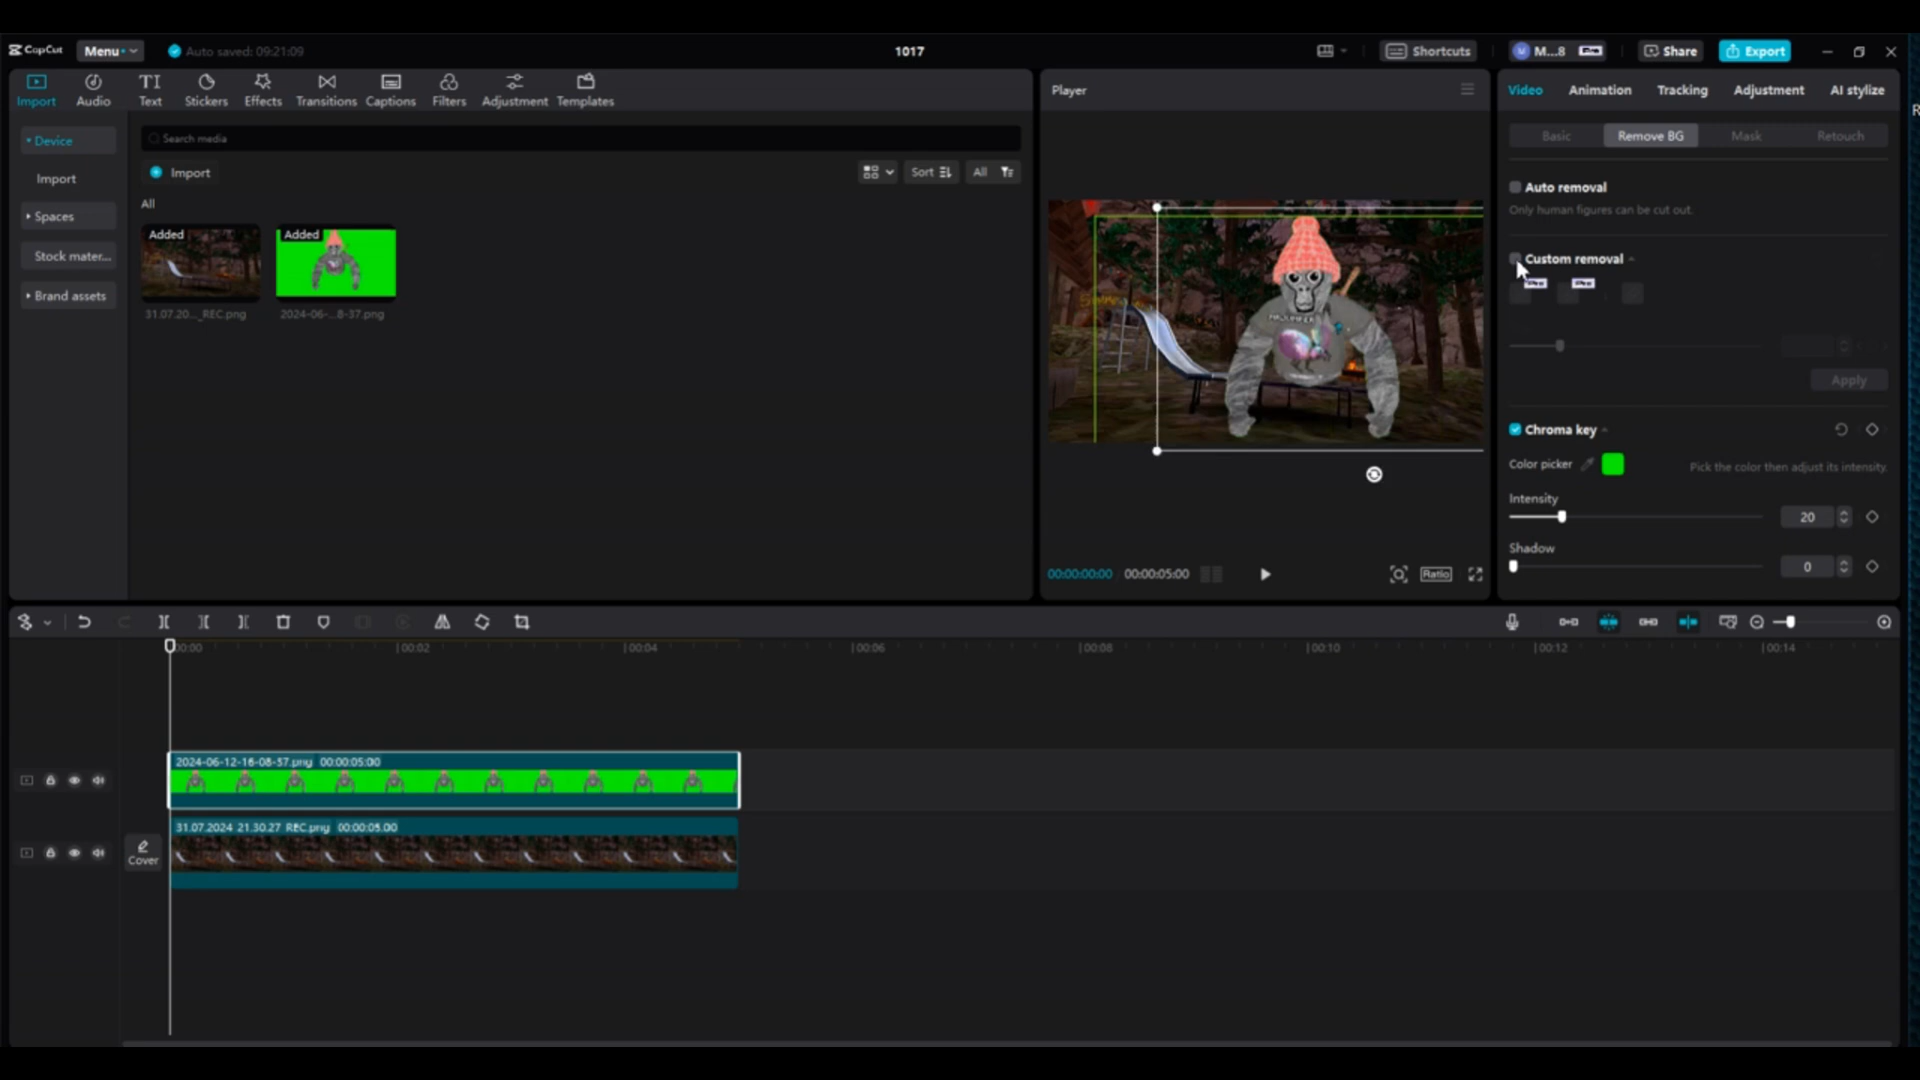 CapCut
Menu
Auto saved: 09:21:09
1017
Shortcuts
M...8
Pro
Share
Export
Import
Audio
TI
Text
Stickers
Effects
Transitions
Captions
Filters
Adjustment
Templates
Device
Import
Spaces
Stock mater...
Brand assets
Search media
Import
Sort
All
All
Added
31.07.20..._REC.png
Added
2024-06-...8-37.png
Player
00:00:00:00
00:00:05:00
Ratio
Video
Animation
Tracking
Adjustment
AI stylize
Basic
Remove BG
Mask
Retouch
Auto removal
Only human figures can be cut out.
Custom removal
Pro
Pro
Apply
Chroma key
Color picker
Pick the color then adjust its intensity.
Intensity
20
Shadow
0
00:00
00:02
00:04
00:06
00:08
00:10
00:12
00:14
2024-06-12-16-08-37.png 00:00:05:00
31.07.2024 21.30.27 REC.png 00:00:05:00
Cover